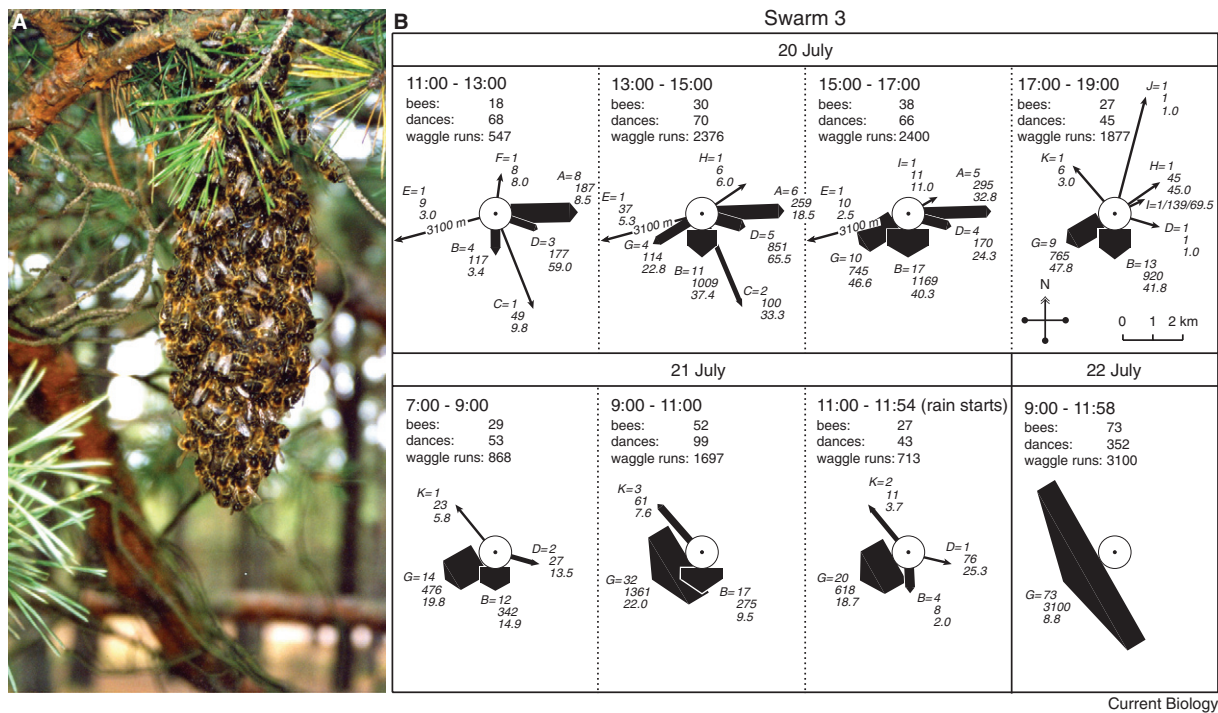 A
B
Swarm 3
20 July
11:00 - 13:00
bees: 18
dances: 68
waggle runs: 547
F=1
8
8.0
A=8
187
8.5
E=1
9
3.0
3100 m
B=4
117
3.4
D=3
177
59.0
C=1
49
9.8
13:00 - 15:00
bees: 30
dances: 70
waggle runs: 2376
H=1
6
6.0
A=6
259
18.5
E=1
37
5.3
3100 m
G=4
114
22.8
D=5
851
65.5
B=11
1009
37.4
C=2
100
33.3
15:00 - 17:00
bees: 38
dances: 66
waggle runs: 2400
I=1
11
11.0
A=5
295
32.8
E=1
10
2.5
3100 m
D=4
170
24.3
G=10
745
46.6
B=17
1169
40.3
17:00 - 19:00
bees: 27
dances: 45
waggle runs: 1877
J=1
1
1.0
K=1
6
3.0
H=1
45
45.0
I=1/139/69.5
D=1
1
1.0
G=9
765
47.8
B=13
920
41.8
N
0 1 2 km
21 July
22 July
7:00 - 9:00
bees: 29
dances: 53
waggle runs: 868
K=1
23
5.8
D=2
27
13.5
G=14
476
19.8
B=12
342
14.9
9:00 - 11:00
bees: 52
dances: 99
waggle runs: 1697
K=3
61
7.6
G=32
1361
22.0
B=17
275
9.5
11:00 - 11:54 (rain starts)
bees: 27
dances: 43
waggle runs: 713
K=2
11
3.7
D=1
76
25.3
G=20
618
18.7
B=4
8
2.0
9:00 - 11:58
bees: 73
dances: 352
waggle runs: 3100
G=73
3100
8.8
Current Biology